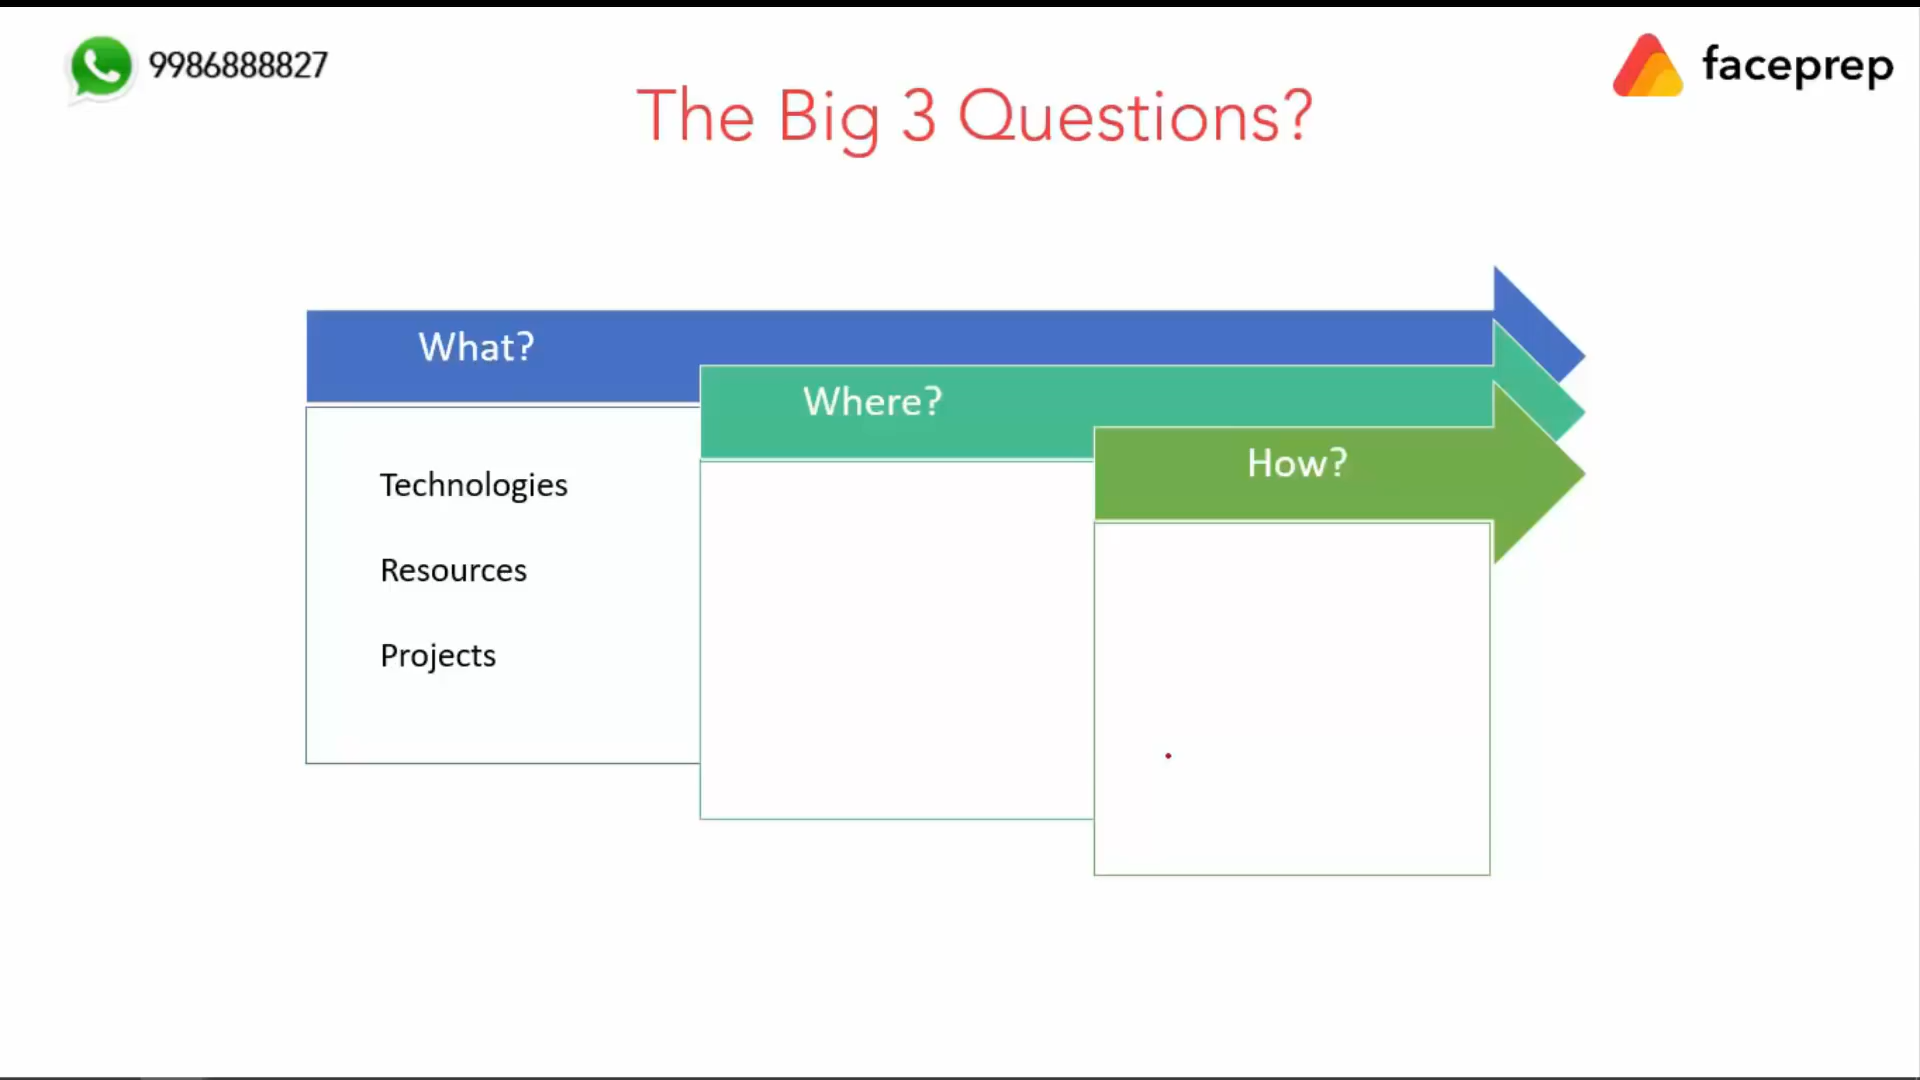 9986888827
faceprep
The Big 3 Questions?
What?
Where?
How?
Technologies
Resources
Projects